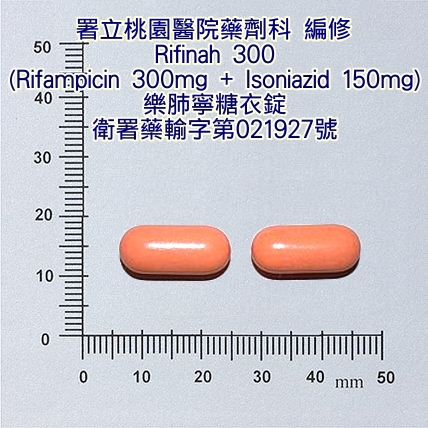 署立桃園醫院藥劑科 編修
Rifinah 300
(Rifampicin 300mg + Isoniazid 150mg)
樂肺寧糖衣錠
衛署藥輸字第021927號
50
40
30
20
10
0
0 10 20 30 mm 50